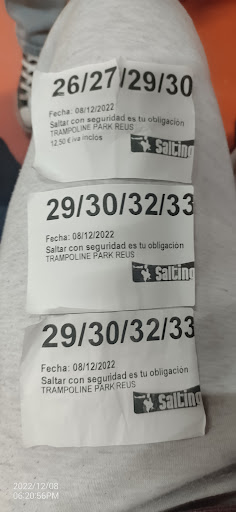 26/27/29/30
Fecha: 08/12/2022
Saltar con seguridad es tu obligación
TRAMPOLINE PARK REUS
12,50 € iva inclos
Salting
29/30/32/33
Fecha: 08/12/2022
Saltar con seguridad es tu obligación
TRAMPOLINE PARK REUS
Salting
29/30/32/33
Fecha: 08/12/2022
Saltar con seguridad es tu obligación
TRAMPOLINE PARK REUS
Salting
2022/12/08
06:20:56PM